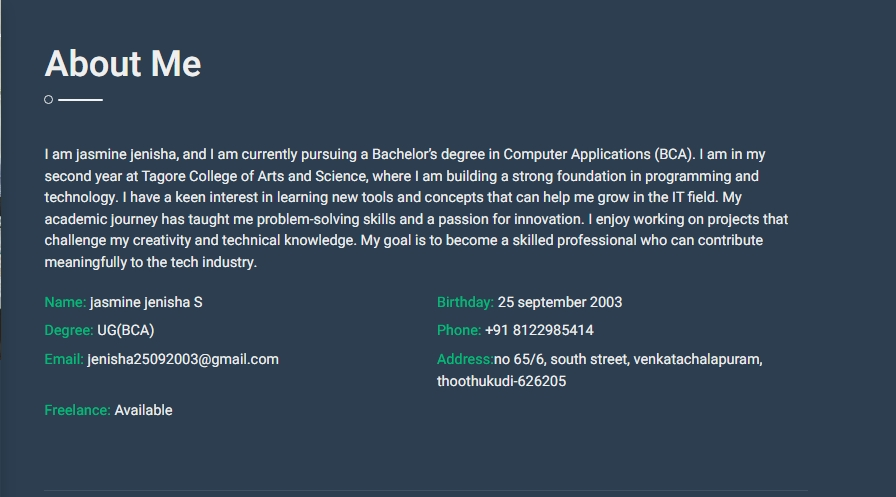 About Me
I am jasmine jenisha, and I am currently pursuing a Bachelor's degree in Computer Applications (BCA). I am in my
second year at Tagore College of Arts and Science, where I am building a strong foundation in programming and
technology. I have a keen interest in learning new tools and concepts that can help me grow in the IT field. My
academic journey has taught me problem-solving skills and a passion for innovation. I enjoy working on projects that
challenge my creativity and technical knowledge. My goal is to become a skilled professional who can contribute
meaningfully to the tech industry.
Name: jasmine jenisha S
Birthday: 25 september 2003
Degree: UG(BCA)
Phone: +91 8122985414
Email: jenisha25092003@gmail.com
Address:no 65/6, south street, venkatachalapuram,
thoothukudi-626205
Freelance: Available